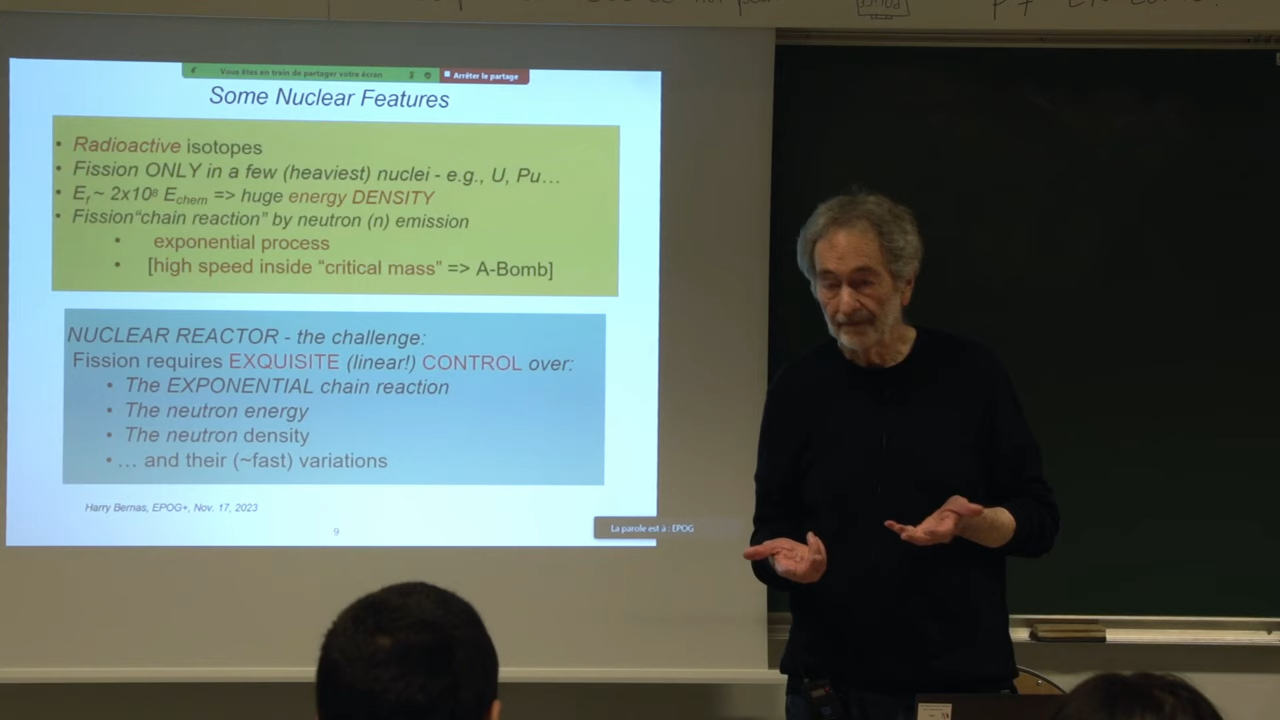 Vous êtes en train de partager votre écran
Arrêter le partage
Some Nuclear Features
• Radioactive isotopes
• Fission ONLY in a few (heaviest) nuclei - e.g., U, Pu…
• Ef ~ 2x10⁸ Echem => huge energy DENSITY
• Fission“chain reaction” by neutron (n) emission
• exponential process
• [high speed inside “critical mass” => A-Bomb]
NUCLEAR REACTOR - the challenge:
Fission requires EXQUISITE (linear!) CONTROL over:
• The EXPONENTIAL chain reaction
• The neutron energy
• The neutron density
• … and their (~fast) variations
Harry Bernas, EPOG+, Nov. 17, 2023
9
La parole est à : EPOG